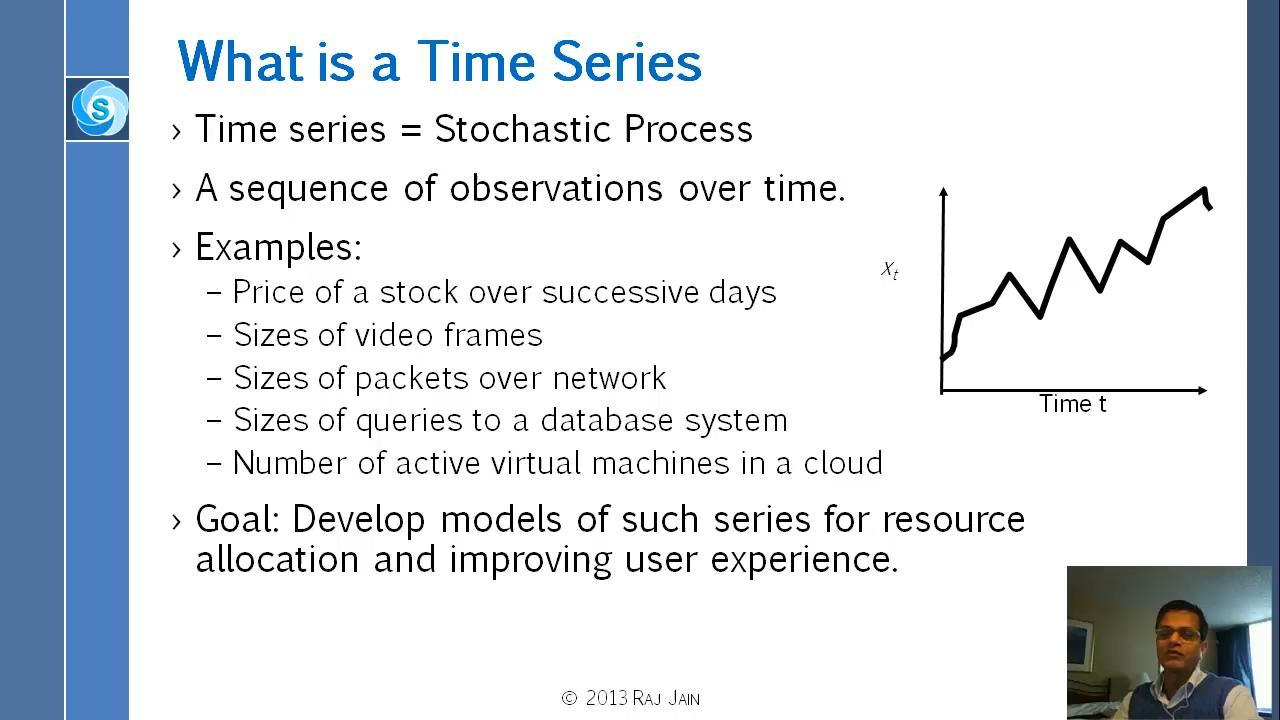 What is a Time Series
S
› Time series = Stochastic Process
› A sequence of observations over time.
› Examples:
– Price of a stock over successive days
– Sizes of video frames
– Sizes of packets over network
– Sizes of queries to a database system
– Number of active virtual machines in a cloud
xt
Time t
› Goal: Develop models of such series for resource
allocation and improving user experience.
© 2013 RAJ JAIN